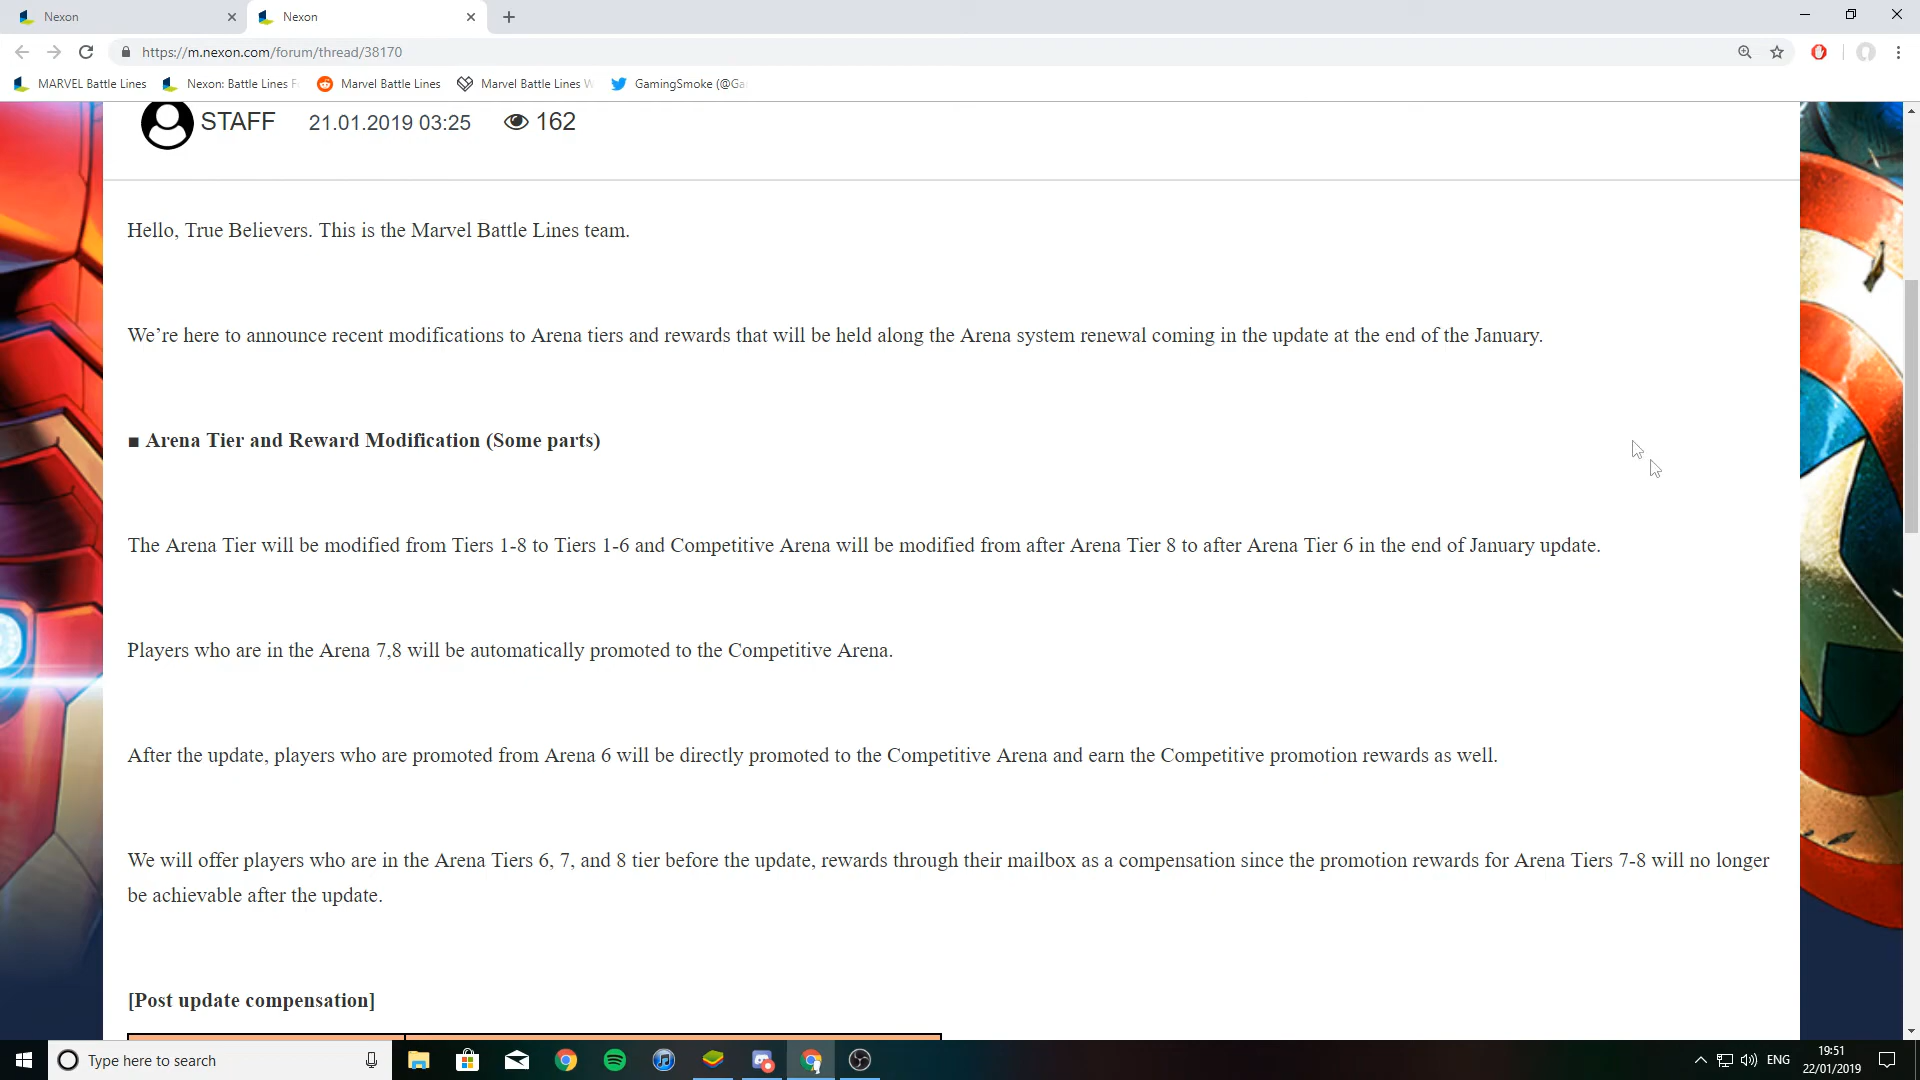 Nexon
Nexon
https://m.nexon.com/forum/thread/38170
MARVEL Battle Lines
Nexon: Battle Lines
Marvel Battle Lines
Marvel Battle Lines
GamingSmoke
STAFF 21.01.2019 03:25 162
Hello, True Believers. This is the Marvel Battle Lines team.
We’re here to announce recent modifications to Arena tiers and rewards that will be held along the Arena system renewal coming in the update at the end of the January.
■ Arena Tier and Reward Modification (Some parts)
The Arena Tier will be modified from Tiers 1-8 to Tiers 1-6 and Competitive Arena will be modified from after Arena Tier 8 to after Arena Tier 6 in the end of January update.
Players who are in the Arena 7,8 will be automatically promoted to the Competitive Arena.
After the update, players who are promoted from Arena 6 will be directly promoted to the Competitive Arena and earn the Competitive promotion rewards as well.
We will offer players who are in the Arena Tiers 6, 7, and 8 tier before the update, rewards through their mailbox as a compensation since the promotion rewards for Arena Tiers 7-8 will no longer
be achievable after the update.
[Post update compensation]
Type here to search
ENG
19:51
22/01/2019